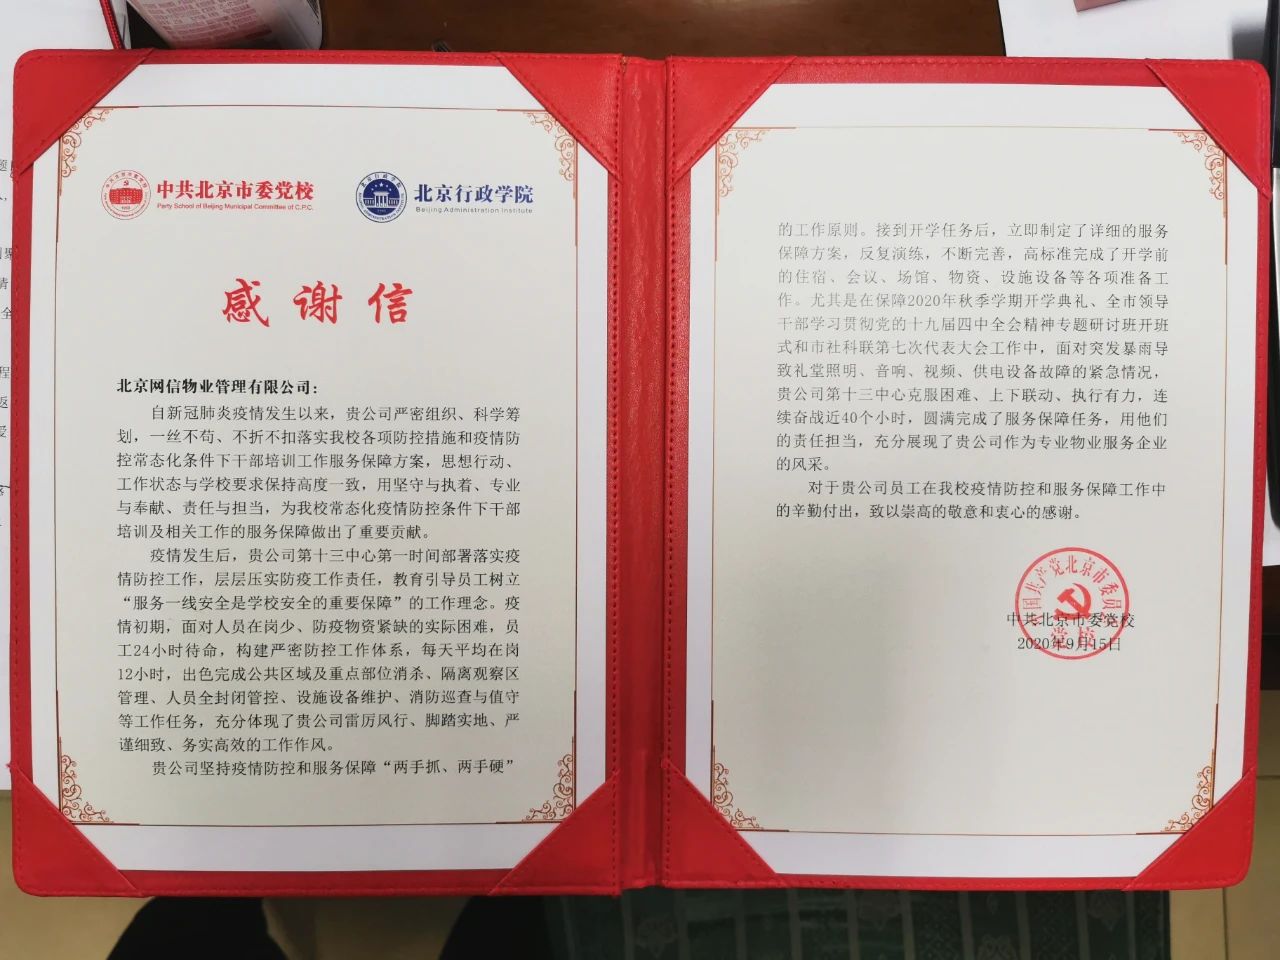 中共北京市委党校
Party School of Beijing Municipal Committee of C.P.C.
北京行政学院
Beijing Administration Institute
感谢信
北京网信物业管理有限公司：
自新冠肺炎疫情发生以来，贵公司严密组织、科学筹
划，一丝不苟、不折不扣落实我校各项防控措施和疫情防
控常态化条件下干部培训工作服务保障方案，思想行动、
工作状态与学校要求保持高度一致，用坚守与执着、专业
与奉献、责任与担当，为我校常态化疫情防控条件下干部
培训及相关工作的服务保障做出了重要贡献。
疫情发生后，贵公司第十三中心第一时间部署落实疫
情防控工作，层层压实防疫工作责任，教育引导员工树立
“服务一线安全是学校安全的重要保障”的工作理念。疫
情初期，面对人员在岗少、防疫物资紧缺的实际困难，员
工24小时待命，构建严密防控工作体系，每天平均在岗
12小时，出色完成公共区域及重点部位消杀、隔离观察区
管理、人员全封闭管控、设施设备维护、消防巡查与值守
等工作任务，充分体现了贵公司雷厉风行、脚踏实地、严
谨细致、务实高效的工作作风。
贵公司坚持疫情防控和服务保障“两手抓、两手硬”
的工作原则。接到开学任务后，立即制定了详细的服务
保障方案，反复演练，不断完善，高标准完成了开学前
的住宿、会议、场馆、物资、设施设备等各项准备工
作。尤其是在保障2020年秋季学期开学典礼、全市领导
干部学习贯彻党的十九届四中全会精神专题研讨班开班
式和市社科联第七次代表大会工作中，面对突发暴雨导
致礼堂照明、音响、视频、供电设备故障的紧急情况，
贵公司第十三中心克服困难、上下联动、执行有力，连
续奋战近40个小时，圆满完成了服务保障任务，用他们
的责任担当，充分展现了贵公司作为专业物业服务企业
的风采。
对于贵公司员工在我校疫情防控和服务保障工作中
的辛勤付出，致以崇高的敬意和衷心的感谢。
中国共产党北京市委员会
党校
中共北京市委党校
2020年9月15日